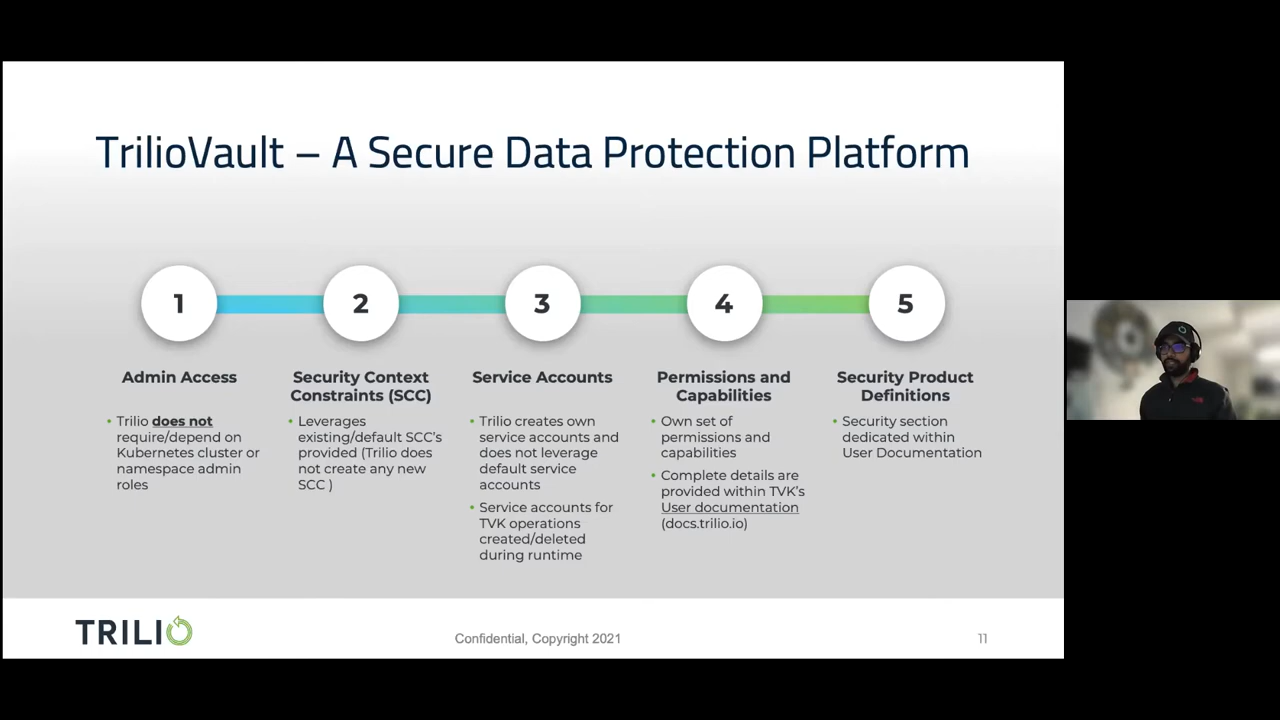 TrilioVault – A Secure Data Protection Platform
1
2
3
4
5
Admin Access
• Trilio does not
require/depend on
Kubernetes cluster or
namespace admin
roles
Security Context
Constraints (SCC)
• Leverages
existing/default SCC's
provided (Trilio does
not create any new
SCC )
Service Accounts
• Trilio creates own
service accounts and
does not leverage
default service
accounts
• Service accounts for
TVK operations
created/deleted
during runtime
Permissions and
Capabilities
• Own set of
permissions and
capabilities
• Complete details are
provided within TVK's
User documentation
(docs.trilio.io)
Security Product
Definitions
• Security section
dedicated within
User Documentation
TRILIO
Confidential, Copyright 2021
11